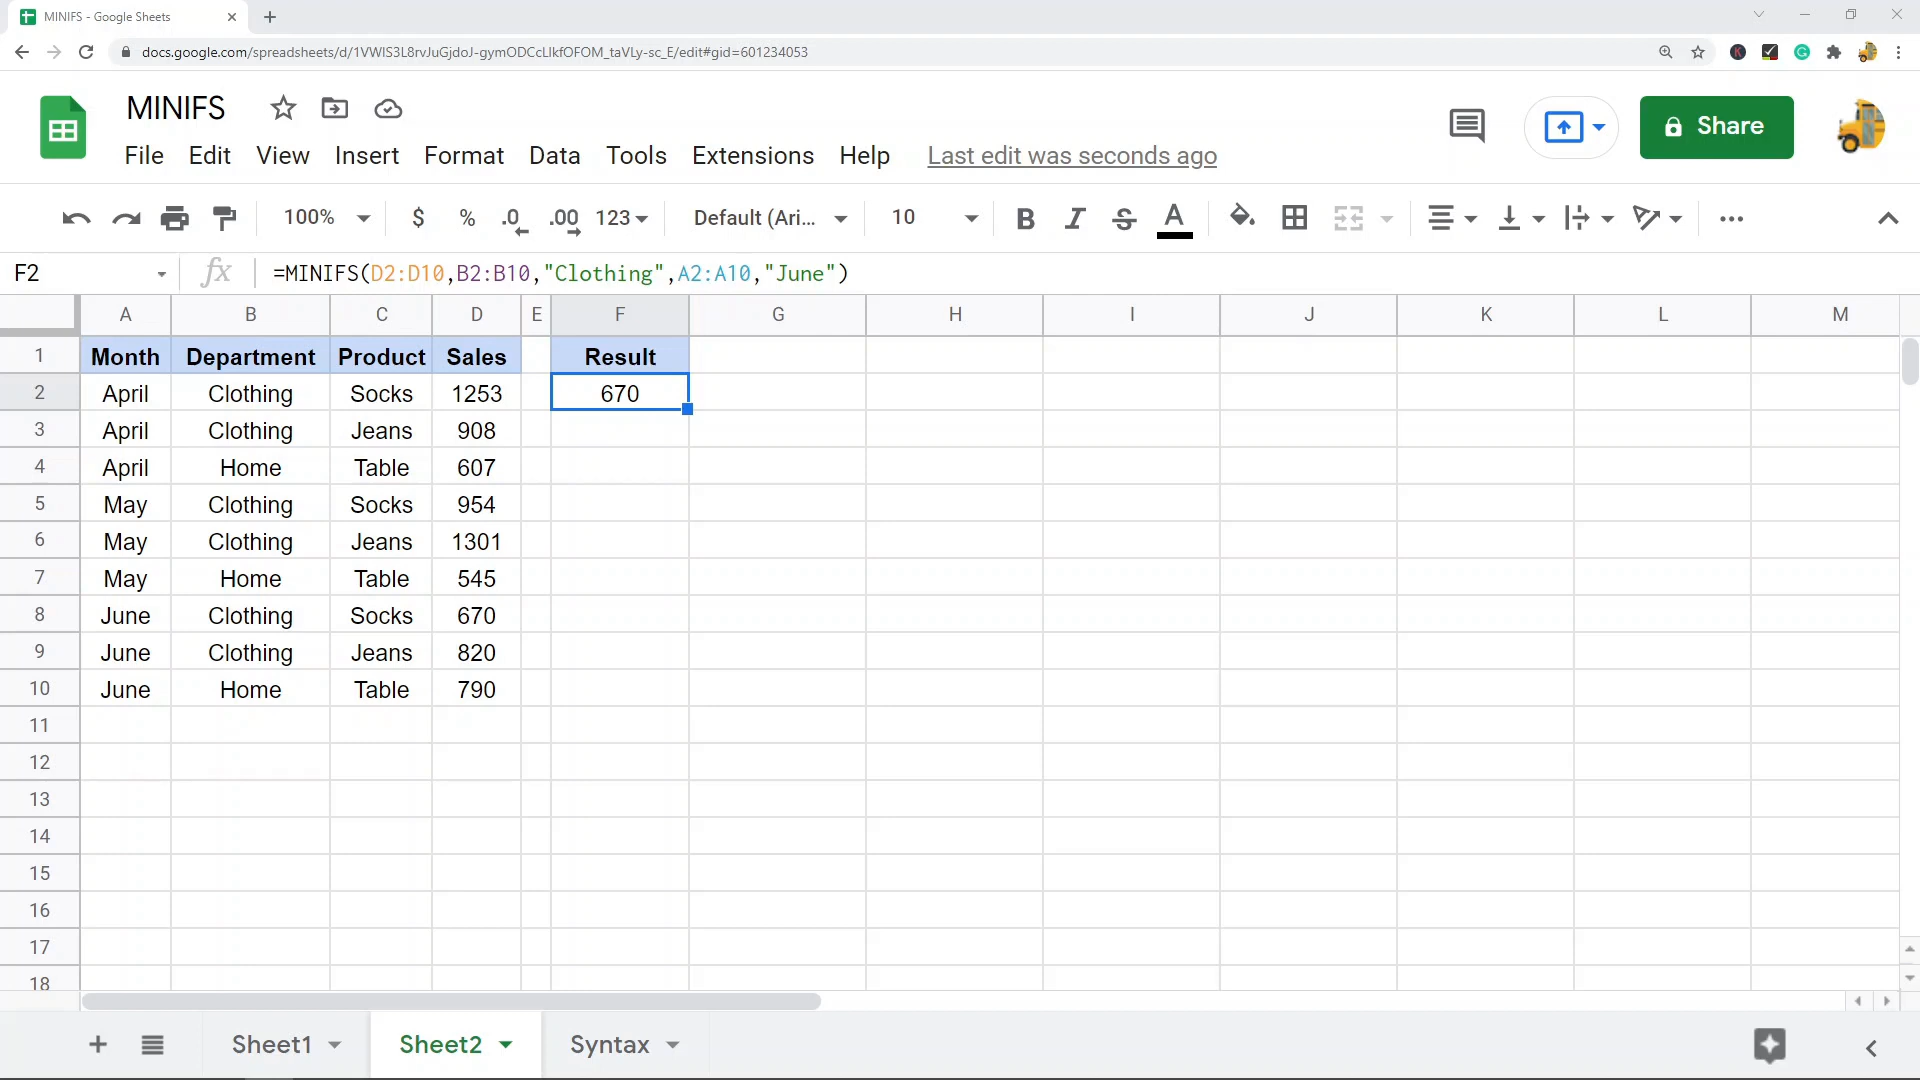 MINIFS - Google Sheets
docs.google.com/spreadsheets/d/1VWIS3L8rvJuGjdoJ-gymODCcLIkfOFOM_taVLy-sc_E/edit#gid=601234053
MINIFS
Share
File Edit View Insert Format Data Tools Extensions Help Last edit was seconds ago
100% $ % .0 .00 123 Default (Ari... 10 B I S A
F2 fx =MINIFS(D2:D10,B2:B10,"Clothing",A2:A10,"June")
A B C D E F G H I J K L M
1 Month Department Product Sales Result
2 April Clothing Socks 1253 670
3 April Clothing Jeans 908
4 April Home Table 607
5 May Clothing Socks 954
6 May Clothing Jeans 1301
7 May Home Table 545
8 June Clothing Socks 670
9 June Clothing Jeans 820
10 June Home Table 790
11
12
13
14
15
16
17
18
Sheet1 Sheet2 Syntax